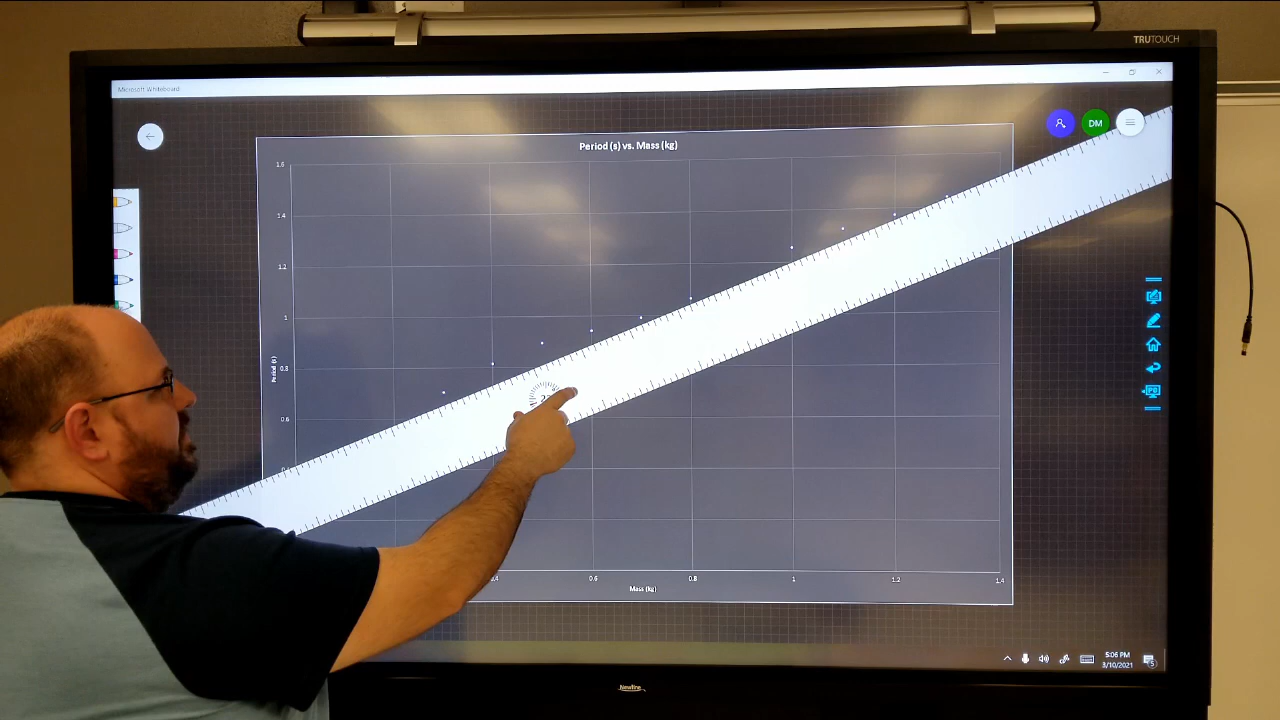 TRUTOUCH
Microsoft Whiteboard
DM
Period (s) vs. Mass (kg)
1.6
1.4
1.2
1
0.8
0.6
Period (s)
0.6
0.8
1
1.2
1.4
Mass (kg)
5:06 PM
3/10/2021
Newline